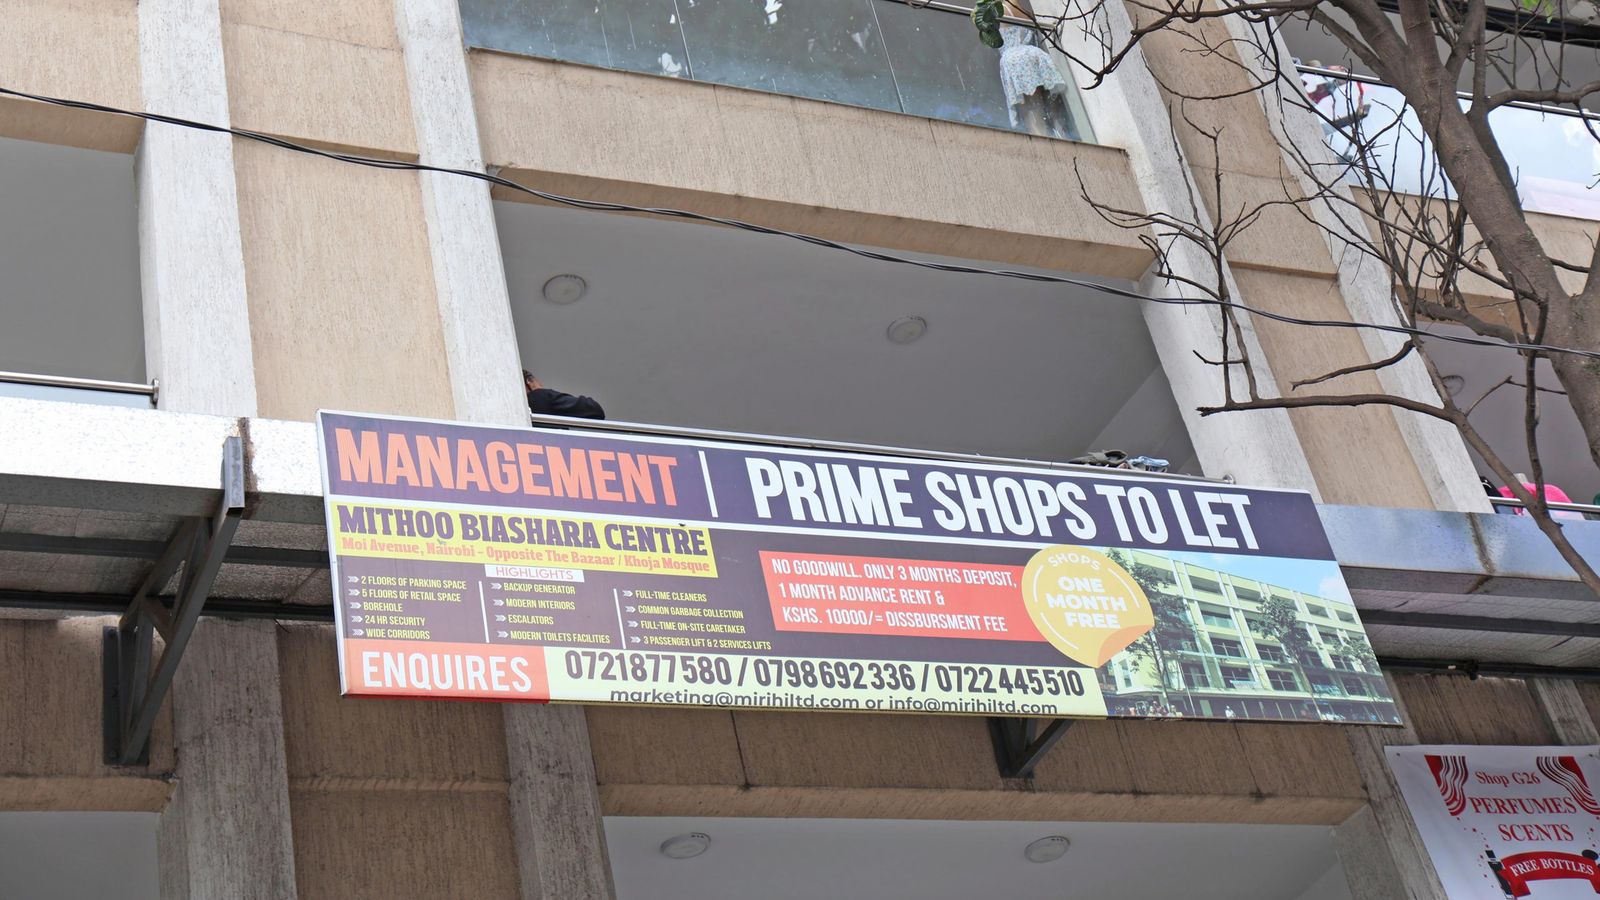 MANAGEMENT | PRIME SHOPS TO LET
MITHOO BIASHARA CENTRE
Moi Avenue, Nairobi - Opposite The Bazaar / Khoja Mosque
HIGHLIGHTS
2 FLOORS OF PARKING SPACE
5 FLOORS OF RETAIL SPACE
BOREHOLE
24 HR SECURITY
WIDE CORRIDORS
BACKUP GENERATOR
MODERN INTERIORS
ESCALATORS
MODERN TOILETS FACILITIES
FULL-TIME CLEANERS
COMMON GARBAGE COLLECTION
FULL-TIME ON-SITE CARETAKER
3 PASSENGER LIFT & 2 SERVICES LIFTS
NO GOODWILL. ONLY 3 MONTHS DEPOSIT,
1 MONTH ADVANCE RENT &
KSHS. 10000/= DISSBURSMENT FEE
SHOPS
ONE
MONTH
FREE
ENQUIRES
0721877580 / 0798692336 / 0722445510
marketing@mirihiltd.com or info@mirihiltd.com
Shop G26
PERFUMES
SCENTS
FREE BOTTLES